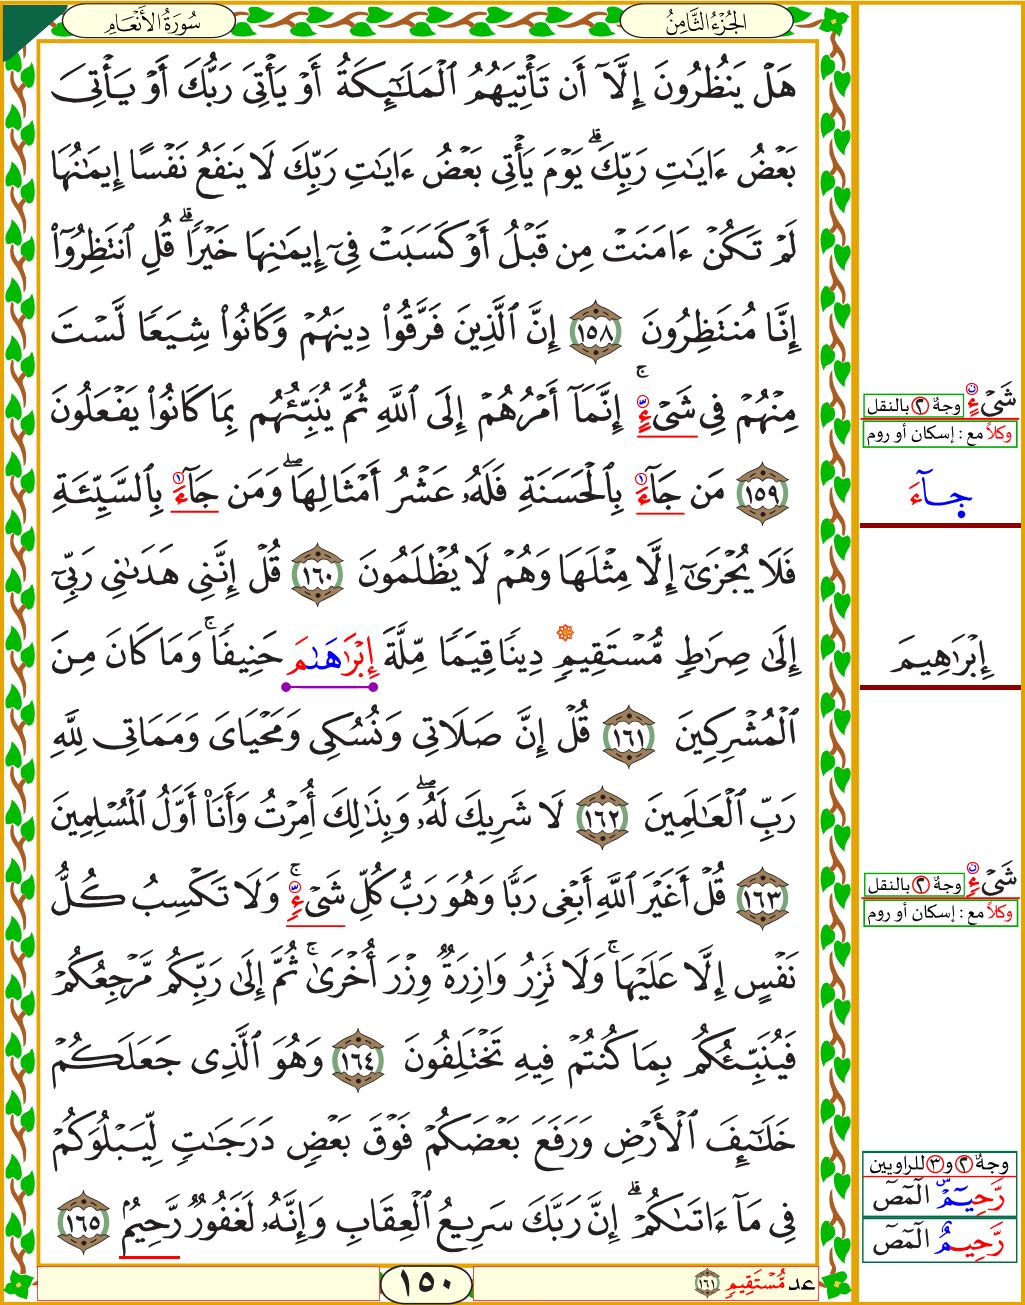 سُورَةُ الأَنْعَامِ
الجُزْءُ الثَّامِنُ
هَلْ يَنظُرُونَ إِلَّآ أَن تَأْتِيَهُمُ ٱلْمَلَٰٓئِكَةُ أَوْ يَأْتِىَ رَبُّكَ أَوْ يَأْتِىَ
بَعْضُ ءَايَٰتِ رَبِّكَ ۗ يَوْمَ يَأْتِى بَعْضُ ءَايَٰتِ رَبِّكَ لَا يَنفَعُ نَفْسًا إِيمَٰنُهَا
لَمْ تَكُنْ ءَامَنَتْ مِن قَبْلُ أَوْ كَسَبَتْ فِىٓ إِيمَٰنِهَا خَيْرًا ۗ قُلِ ٱنتَظِرُوٓا۟
إِنَّا مُنتَظِرُونَ ١٥٨ إِنَّ ٱلَّذِينَ فَرَّقُوا۟ دِينَهُمْ وَكَانُوا۟ شِيَعًا لَّسْتَ
مِنْهُمْ فِى شَىْءٍ ۚ إِنَّمَآ أَمْرُهُمْ إِلَى ٱللَّهِ ثُمَّ يُنَبِّئُهُم بِمَا كَانُوا۟ يَفْعَلُونَ
١٥٩ مَن جَآءَ بِٱلْحَسَنَةِ فَلَهُۥ عَشْرُ أَمْثَالِهَا ۖ وَمَن جَآءَ بِٱلسَّيِّئَةِ
فَلَا يُجْزَىٰٓ إِلَّا مِثْلَهَا وَهُمْ لَا يُظْلَمُونَ ١٦٠ قُلْ إِنَّنِى هَدَىٰنِى رَبِّىٓ
إِلَىٰ صِرَٰطٍ مُّسْتَقِيمٍ دِينًا قِيَمًا مِّلَّةَ إِبْرَٰهَٰمَ حَنِيفًا ۚ وَمَا كَانَ مِنَ
ٱلْمُشْرِكِينَ ١٦١ قُلْ إِنَّ صَلَاتِى وَنُسُكِى وَمَحْيَاىَ وَمَمَاتِى لِلَّهِ
رَبِّ ٱلْعَٰلَمِينَ ١٦٢ لَا شَرِيكَ لَهُۥ ۖ وَبِذَٰلِكَ أُمِرْتُ وَأَنَا۠ أَوَّلُ ٱلْمُسْلِمِينَ
١٦٣ قُلْ أَغَيْرَ ٱللَّهِ أَبْغِى رَبًّا وَهُوَ رَبُّ كُلِّ شَىْءٍ ۚ وَلَا تَكْسِبُ كُلُّ
نَفْسٍ إِلَّا عَلَيْهَا ۚ وَلَا تَزِرُ وَازِرَةٌ وِزْرَ أُخْرَىٰ ۚ ثُمَّ إِلَىٰ رَبِّكُم مَّرْجِعُكُمْ
فَيُنَبِّئُكُم بِمَا كُنتُمْ فِيهِ تَخْتَلِفُونَ ١٦٤ وَهُوَ ٱلَّذِى جَعَلَكُمْ
خَلَٰٓئِفَ ٱلْأَرْضِ وَرَفَعَ بَعْضَكُمْ فَوْقَ بَعْضٍ دَرَجَٰتٍ لِّيَبْلُوَكُمْ
فِى مَآ ءَاتَىٰكُمْ ۗ إِنَّ رَبَّكَ سَرِيعُ ٱلْعِقَابِ وَإِنَّهُۥ لَغَفُورٌ رَّحِيمٌۢ ١٦٥
شَىْءٍ وجهٌ ٢ بالنقل
وكلاً مع : إسكان أو روم
جآءَ
إِبْرَاهِيمَ
شَىْءٍ وجهٌ ٢ بالنقل
وكلاً مع : إسكان أو روم
وجهٌ ٢ و ٣ للراويين
رَّحِيمٌ الٓمٓصٓ
رَّحِيمٌ الٓمٓصٓ
عد مُّسْتَقِيمٍ ١٦١
١٥٠